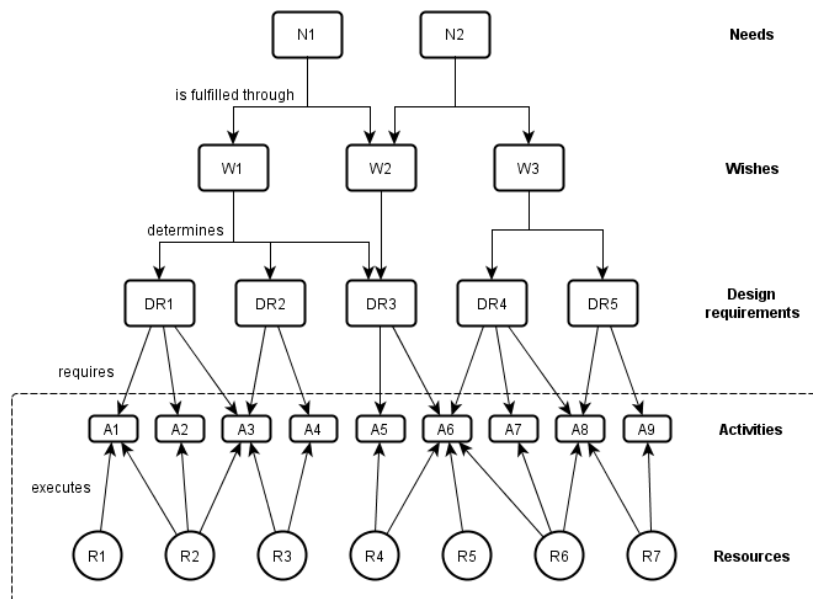 N1
N2
Needs
is fulfilled through
W1
W2
W3
Wishes
determines
DR1
DR2
DR3
DR4
DR5
Design
requirements
requires
A1
A2
A3
A4
A5
A6
A7
A8
A9
Activities
executes
R1
R2
R3
R4
R5
R6
R7
Resources